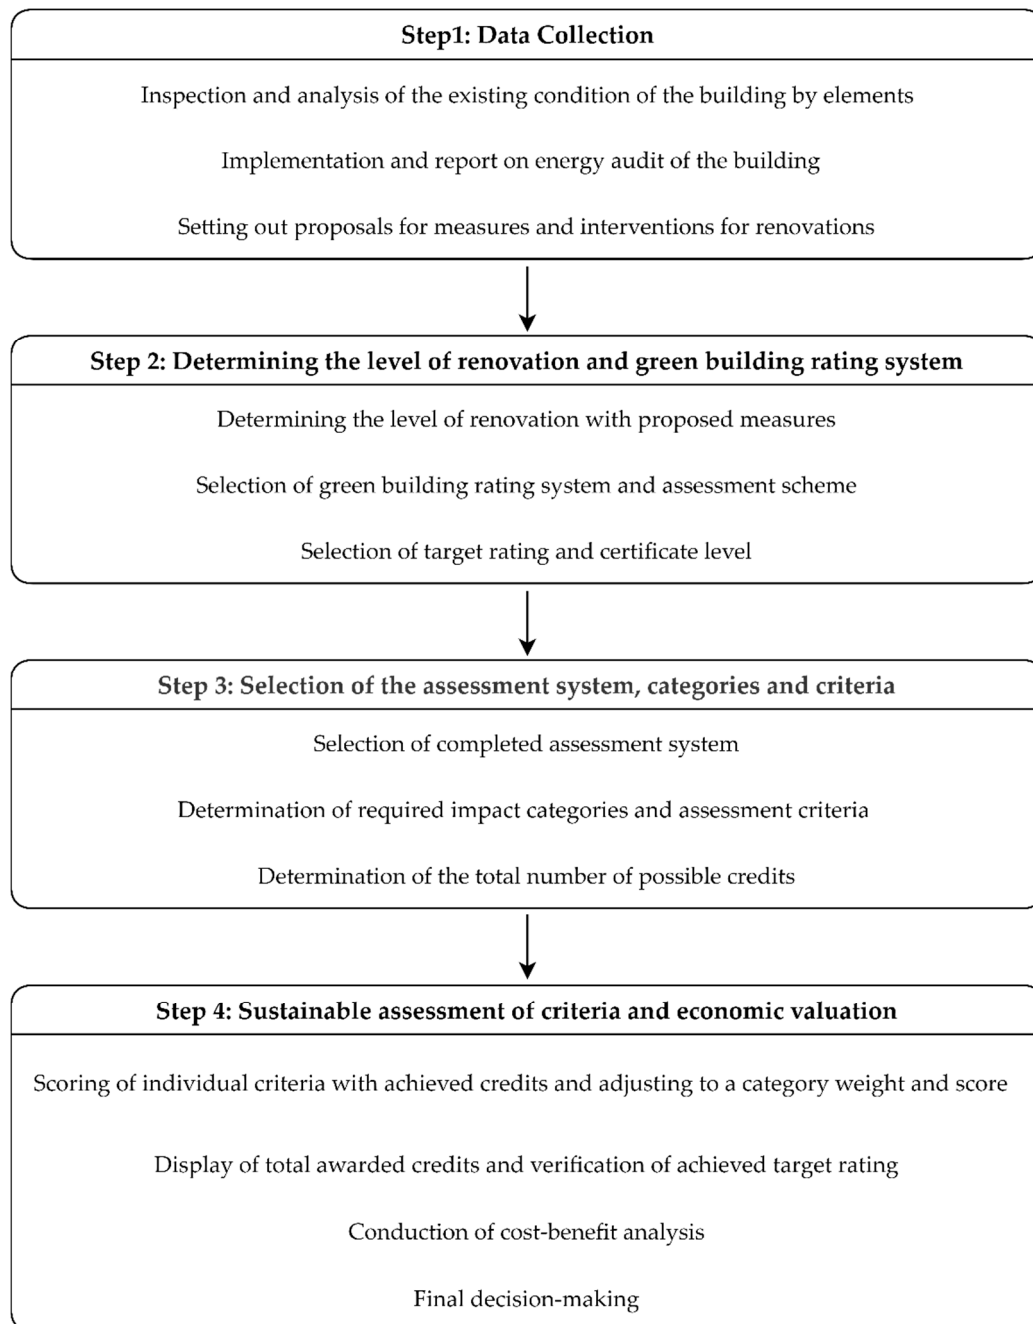 Step1: Data Collection
Inspection and analysis of the existing condition of the building by elements
Implementation and report on energy audit of the building
Setting out proposals for measures and interventions for renovations
Step 2: Determining the level of renovation and green building rating system
Determining the level of renovation with proposed measures
Selection of green building rating system and assessment scheme
Selection of target rating and certificate level
Step 3: Selection of the assessment system, categories and criteria
Selection of completed assessment system
Determination of required impact categories and assessment criteria
Determination of the total number of possible credits
Step 4: Sustainable assessment of criteria and economic valuation
Scoring of individual criteria with achieved credits and adjusting to a category weight and score
Display of total awarded credits and verification of achieved target rating
Conduction of cost-benefit analysis
Final decision-making